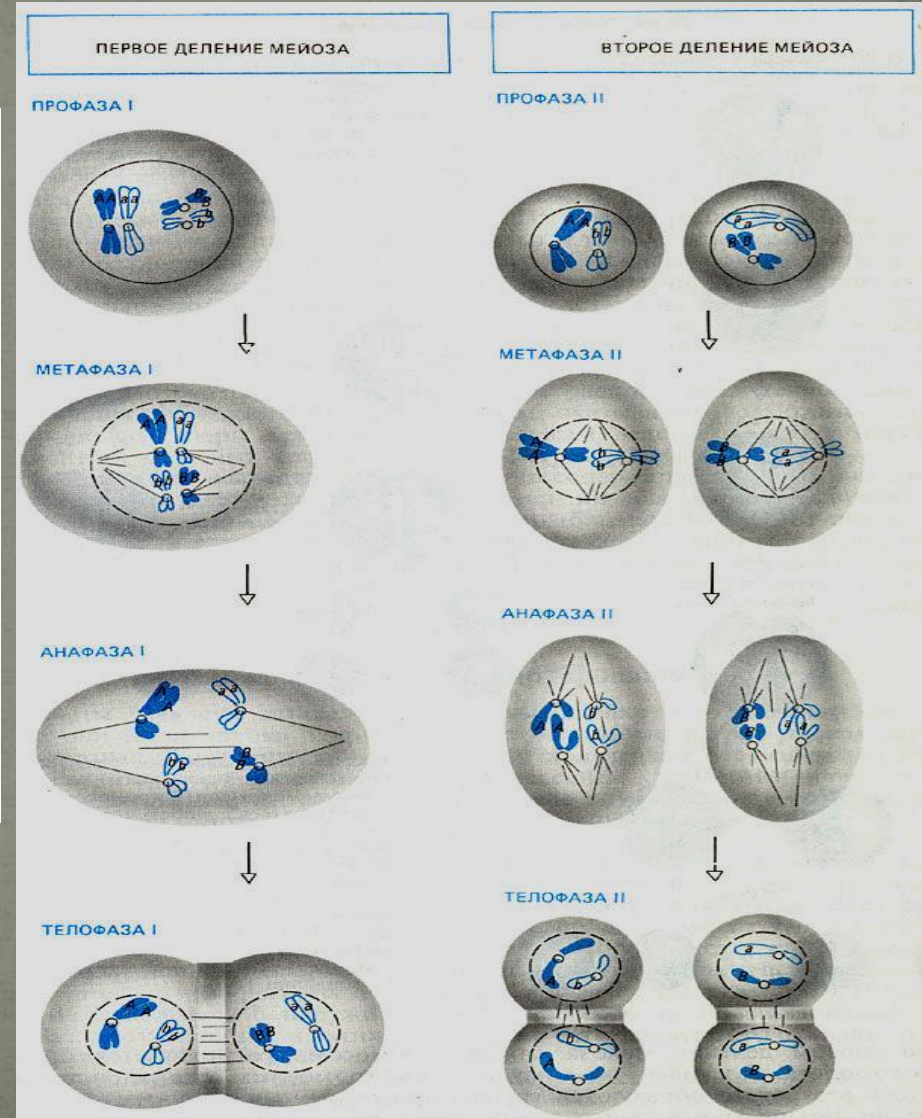 ПЕРВОЕ ДЕЛЕНИЕ МЕЙОЗА
ПРОФАЗА I
A A a a
B
B
b
b
МЕТАФАЗА I
A A a a
b b B B
АНАФАЗА I
A
A
a a
b b
B
B
ТЕЛОФАЗА I
A
A
b
b
a a
B B
ВТОРОЕ ДЕЛЕНИЕ МЕЙОЗА
ПРОФАЗА II
A A
b b
a
a
B B
МЕТАФАЗА II
A
A
b
b
B
B
a
a
АНАФАЗА II
A A
b
b
B
B
a a
ТЕЛОФАЗА II
A b
a
B
b
A
a
B